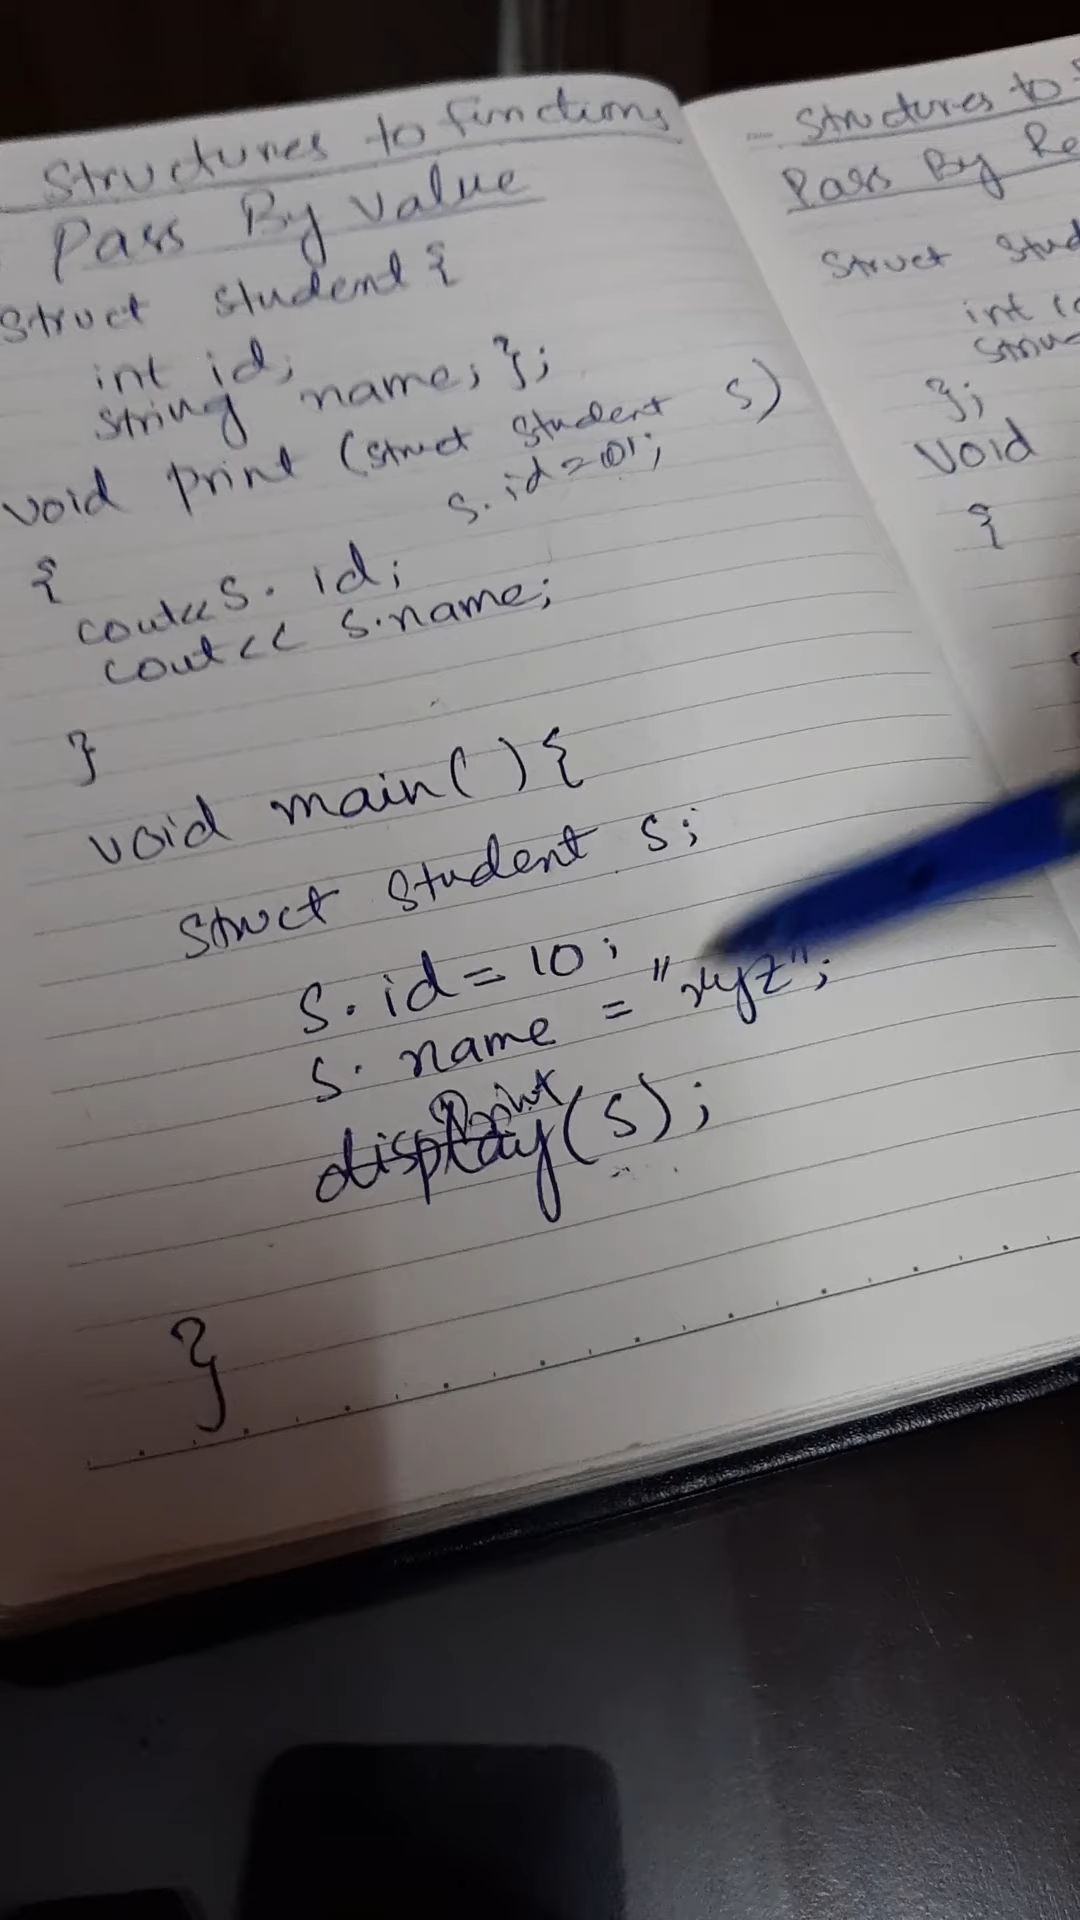 Structures to functions
Pass By Value
Struct student {
int id;
string name; };
void print (struct student s)
s.id=101;
{
cout<<s.id;
cout<< s.name;
}
void main() {
struct student s;
s.id=10;
s.name = "xyz";
Print
display(s);
}
Structures to
Pass By
Struct
int
};
void
{